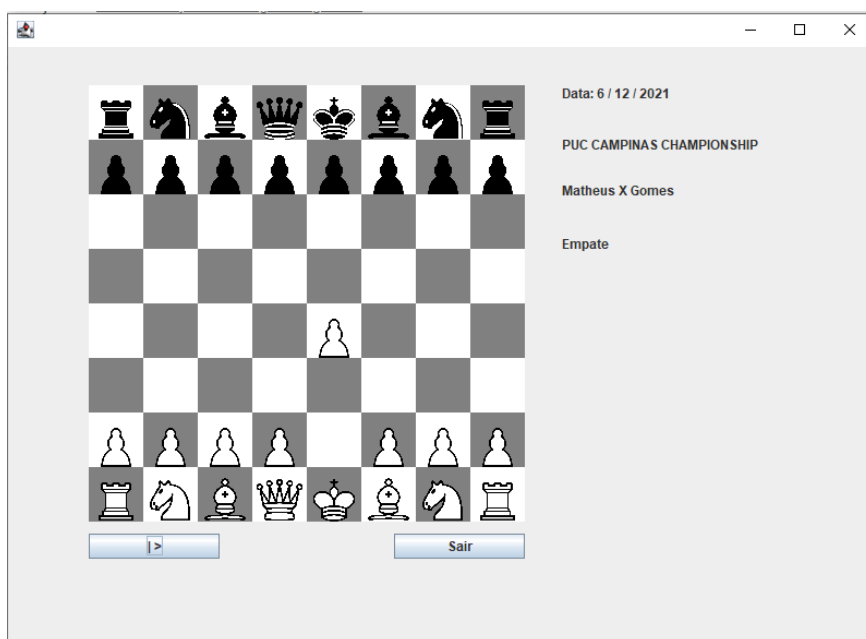 Data: 6 / 12 / 2021
PUC CAMPINAS CHAMPIONSHIP
Matheus X Gomes
Empate
|>
Sair